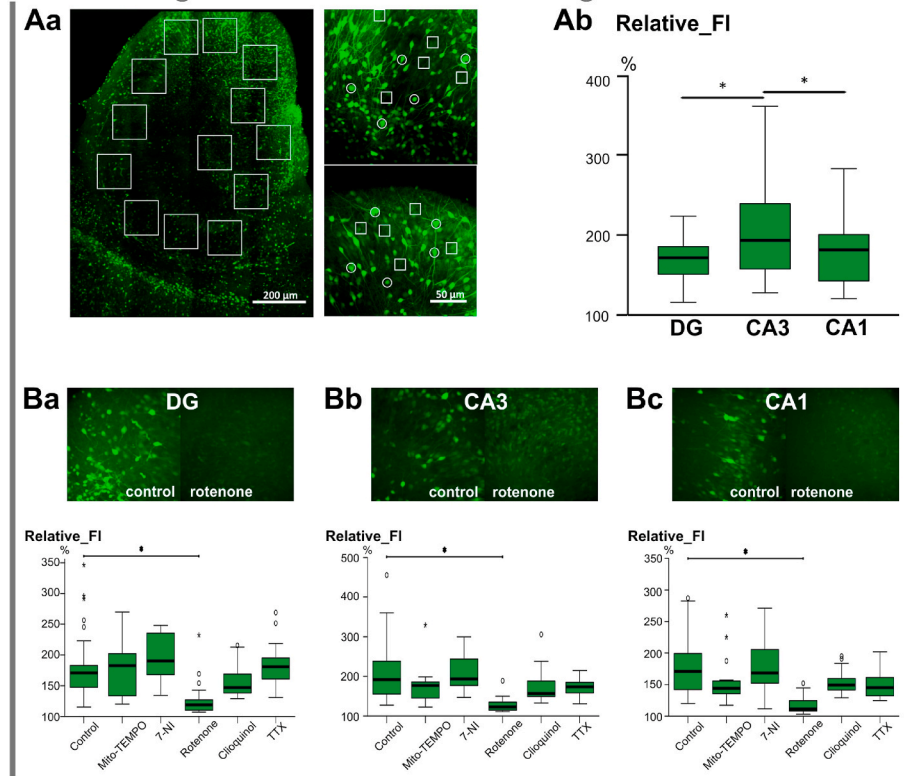 Aa
200 µm
50 µm
Ab
Relative_FI
%
400
300
200
100
*
*
DG CA3 CA1
Ba
DG
control rotenone
Relative_FI
%
350
300
250
200
150
100
*
Control Mito-TEMPO 7-NI Rotenone Clioquinol TTX
Bb
CA3
control rotenone
Relative_FI
%
500
400
300
200
100
*
Control Mito-TEMPO 7-NI Rotenone Clioquinol TTX
Bc
CA1
control rotenone
Relative_FI
%
350
300
250
200
150
100
*
Control Mito-TEMPO 7-NI Rotenone Clioquinol TTX